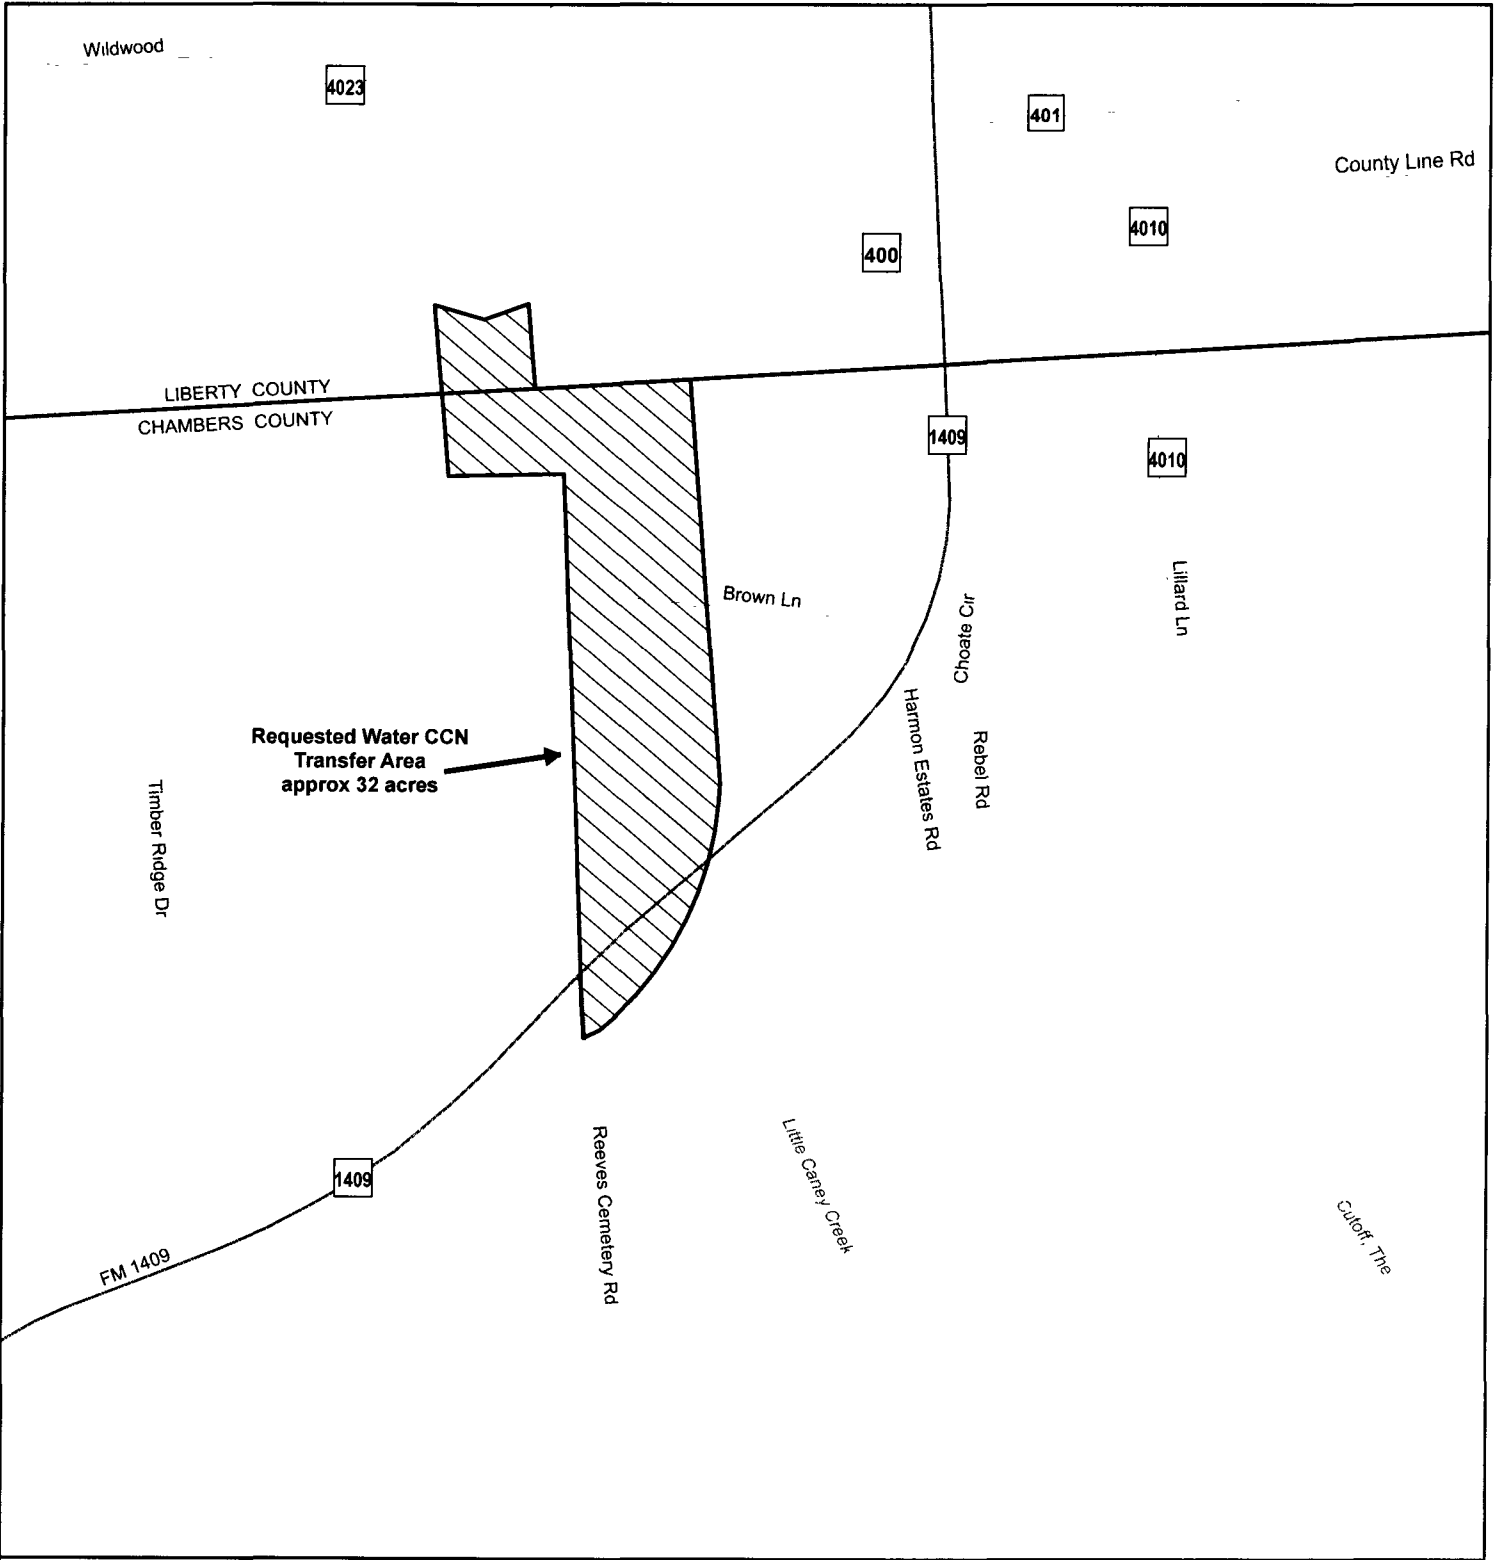 Wildwood
4023
401
County Line Rd
4010
400
LIBERTY COUNTY
CHAMBERS COUNTY
1409
4010
Brown Ln
Lillard Ln
Choate Cir
Harmon Estates Rd
Rebel Rd
Requested Water CCN
Transfer Area
approx 32 acres
Timber Ridge Dr
Reeves Cemetery Rd
Little Caney Creek
1409
Cutoff, The
FM 1409